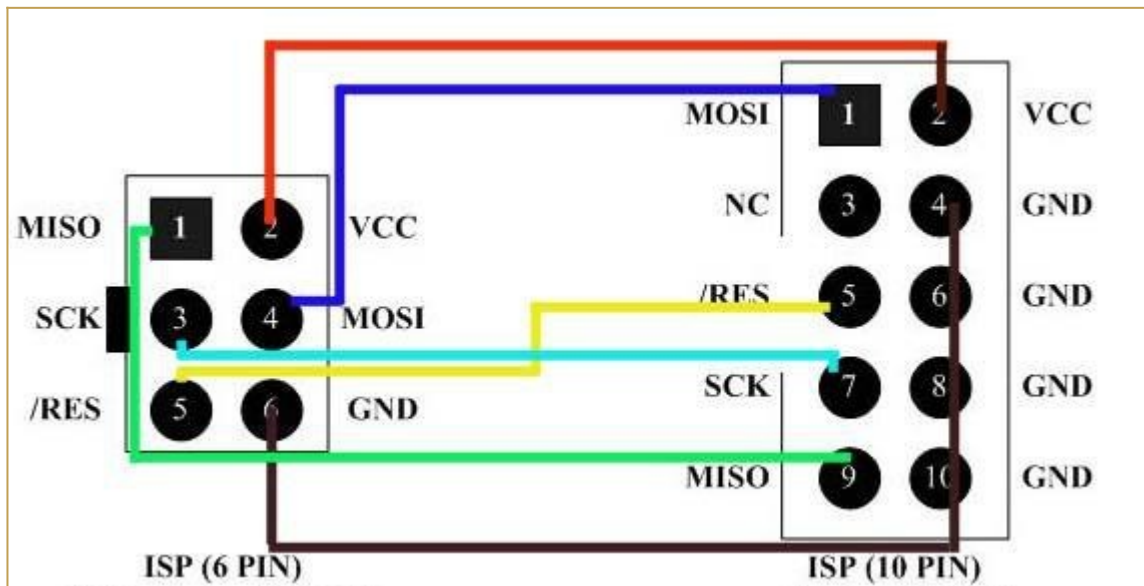 MOSI 1 2 VCC
NC 3 4 GND
MISO 1 2 VCC
/RES 5 6 GND
SCK 3 4 MOSI
SCK 7 8 GND
/RES 5 6 GND
MISO 9 10 GND
ISP (6 PIN) ISP (10 PIN)